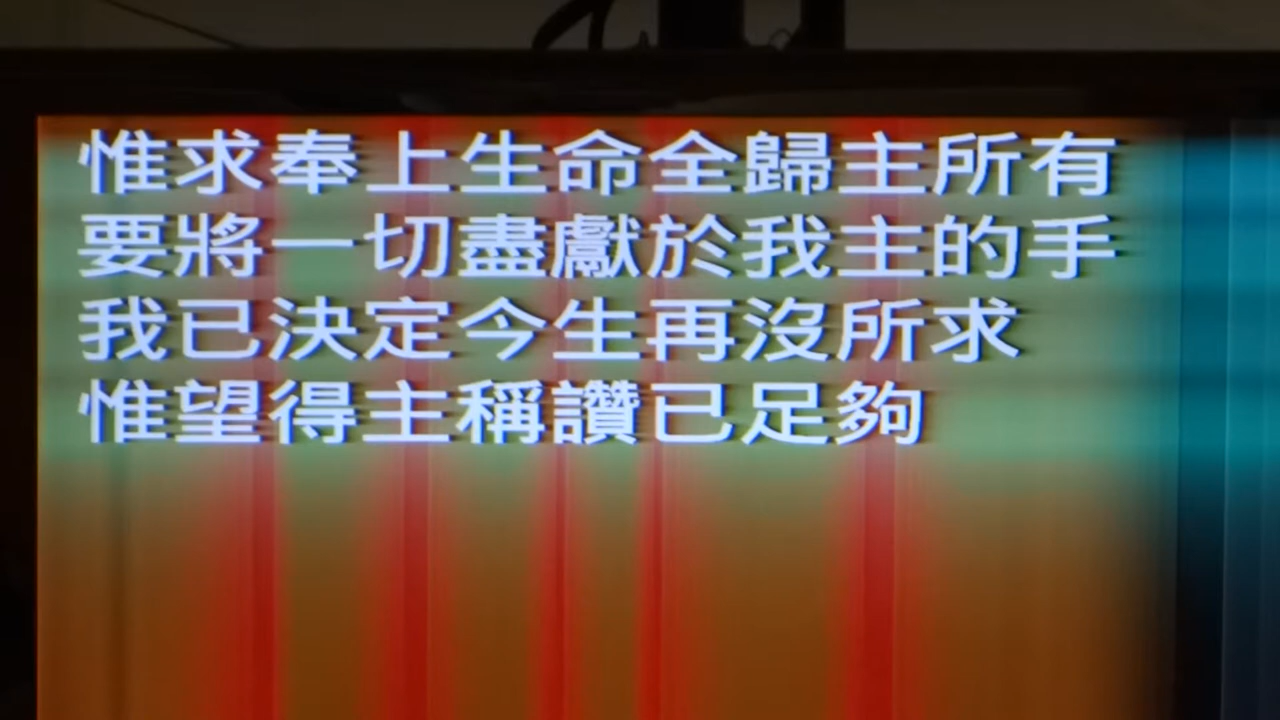 惟求奉上生命全歸主所有
要將一切盡獻於我主的手
我已決定今生再沒所求
惟望得主稱讚已足夠